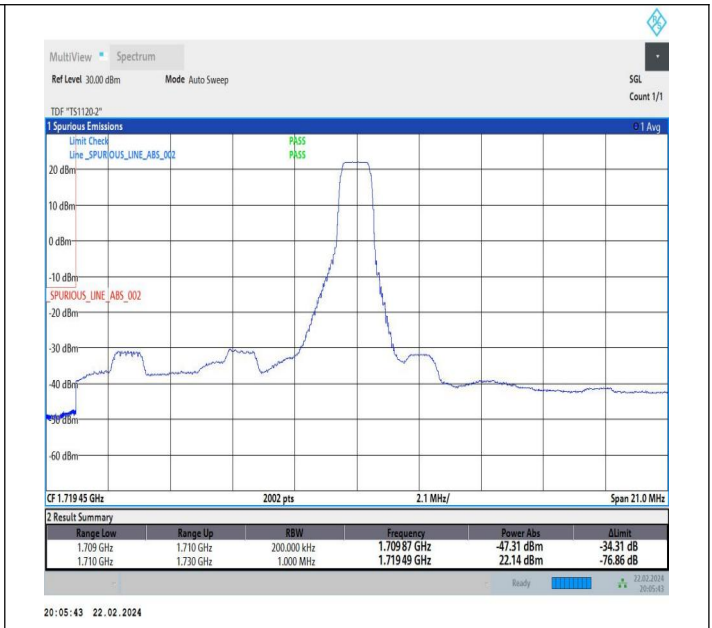 R&S
MultiView Spectrum
Ref Level 30.00 dBm Mode Auto Sweep SGL
Count 1/1
TDF "TS1120-2"
1 Spurious Emissions 1 Avg
Limit Check PASS
Line _SPURIOUS_LINE_ABS_002 PASS
20 dBm
10 dBm
0 dBm
-10 dBm
_SPURIOUS_LINE_ABS_002
-20 dBm
-30 dBm
-40 dBm
-50 dBm
-60 dBm
CF 1.719 45 GHz 2002 pts 2.1 MHz/ Span 21.0 MHz
2 Result Summary
Range Low Range Up RBW Frequency Power Abs ΔLimit
1.709 GHz 1.710 GHz 200.000 kHz 1.709 87 GHz -47.31 dBm -34.31 dB
1.710 GHz 1.730 GHz 1.000 MHz 1.719 49 GHz 22.14 dBm -76.86 dB
Ready 22.02.2024
20:05:43
20:05:43 22.02.2024